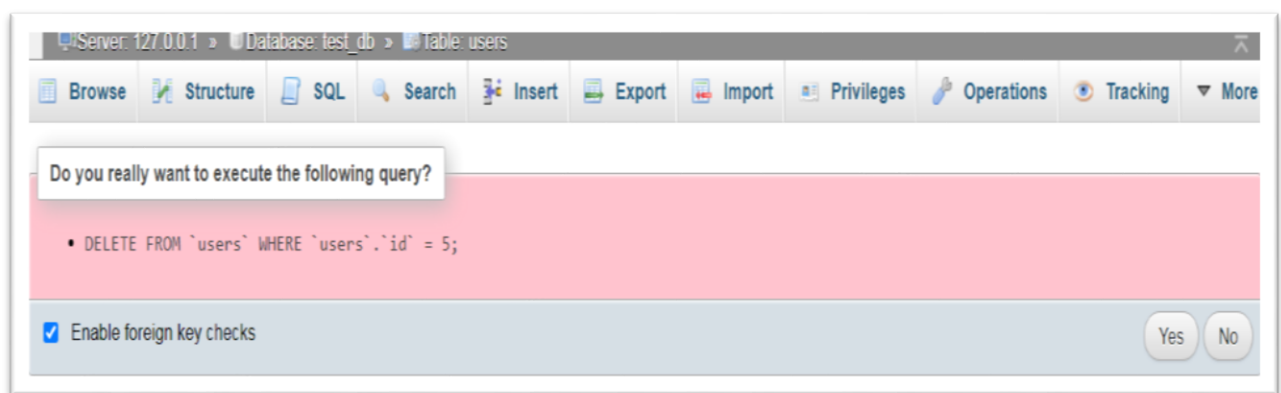 Server: 127.0.0.1 » Database: test_db » Table: users
Browse Structure SQL Search Insert Export Import Privileges Operations Tracking More
Do you really want to execute the following query?
• DELETE FROM `users` WHERE `users`.`id` = 5;
Enable foreign key checks
Yes No